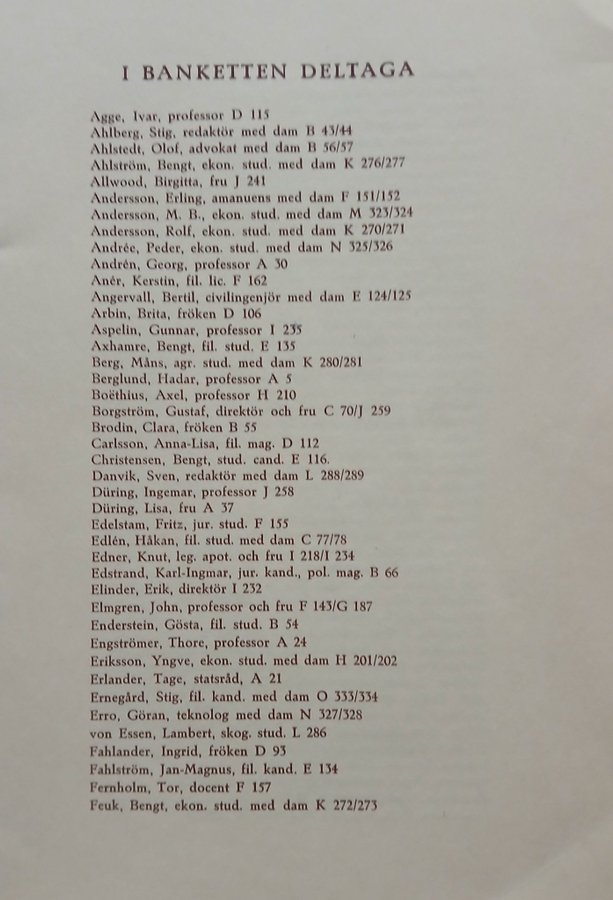 I BANKETTEN DELTAGA
Agge, Ivar, professor D 115
Ahlberg, Stig, redaktör med dam B 43/44
Ahlstedt, Olof, advokat med dam B 56/57
Ahlström, Bengt, ekon. stud. med dam K 276/277
Allwood, Birgitta, fru J 241
Andersson, Erling, amanuens med dam F 151/152
Andersson, M. B., ekon. stud. med dam M 323/324
Andersson, Rolf, ekon. stud. med dam K 270/271
Andrée, Peder, ekon. stud. med dam N 325/326
Andrén, Georg, professor A 30
Anér, Kerstin, fil. lic. F 162
Angervall, Bertil, civilingenjör med dam E 124/125
Arbin, Brita, fröken D 106
Aspelin, Gunnar, professor I 235
Axhamre, Bengt, fil. stud. E 135
Berg, Måns, agr. stud. med dam K 280/281
Berglund, Hadar, professor A 5
Boëthius, Axel, professor H 210
Borgström, Gustaf, direktör och fru C 70/J 259
Brodin, Clara, fröken B 55
Carlsson, Anna-Lisa, fil. mag. D 112
Christensen, Bengt, stud. cand. E 116.
Danvik, Sven, redaktör med dam L 288/289
Düring, Ingemar, professor J 258
Düring, Lisa, fru A 37
Edelstam, Fritz, jur. stud. F 155
Edlén, Håkan, fil. stud. med dam C 77/78
Edner, Knut, leg. apot. och fru I 218/I 234
Edstrand, Karl-Ingmar, jur. kand., pol. mag. B 66
Elinder, Erik, direktör I 232
Elmgren, John, professor och fru F 143/G 187
Enderstein, Gösta, fil. stud. B 54
Engströmer, Thore, professor A 24
Eriksson, Yngve, ekon. stud. med dam H 201/202
Erlander, Tage, statsråd, A 21
Ernegård, Stig, fil. kand. med dam O 333/334
Erro, Göran, teknolog med dam N 327/328
von Essen, Lambert, skog. stud. L 286
Fahlander, Ingrid, fröken D 93
Fahlström, Jan-Magnus, fil. kand. E 134
Fernholm, Tor, docent F 157
Feuk, Bengt, ekon. stud. med dam K 272/273